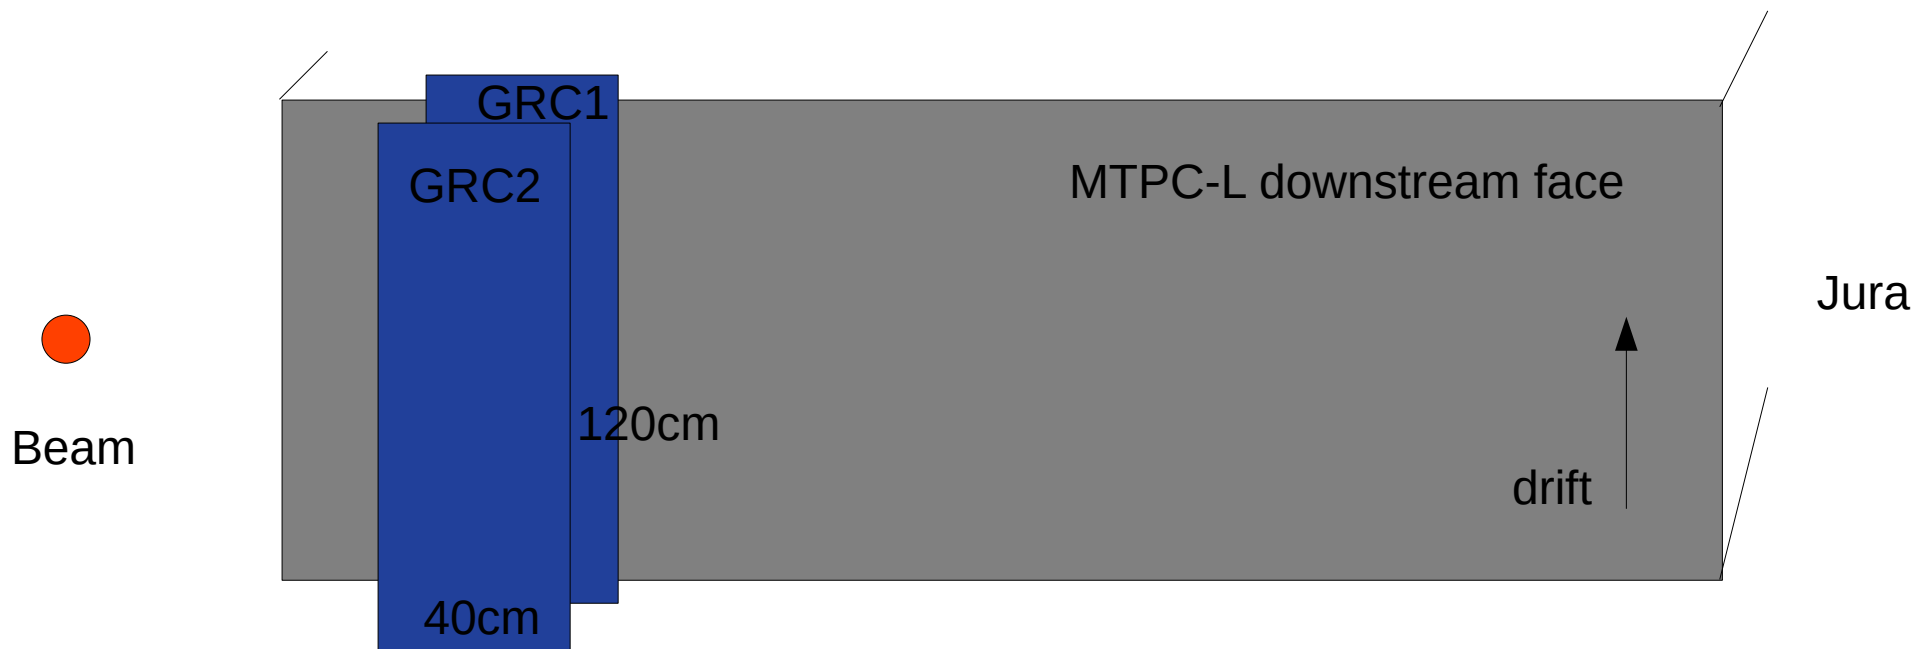 GRC1
GRC2
MTPC-L downstream face
Jura
120cm
Beam
drift
40cm